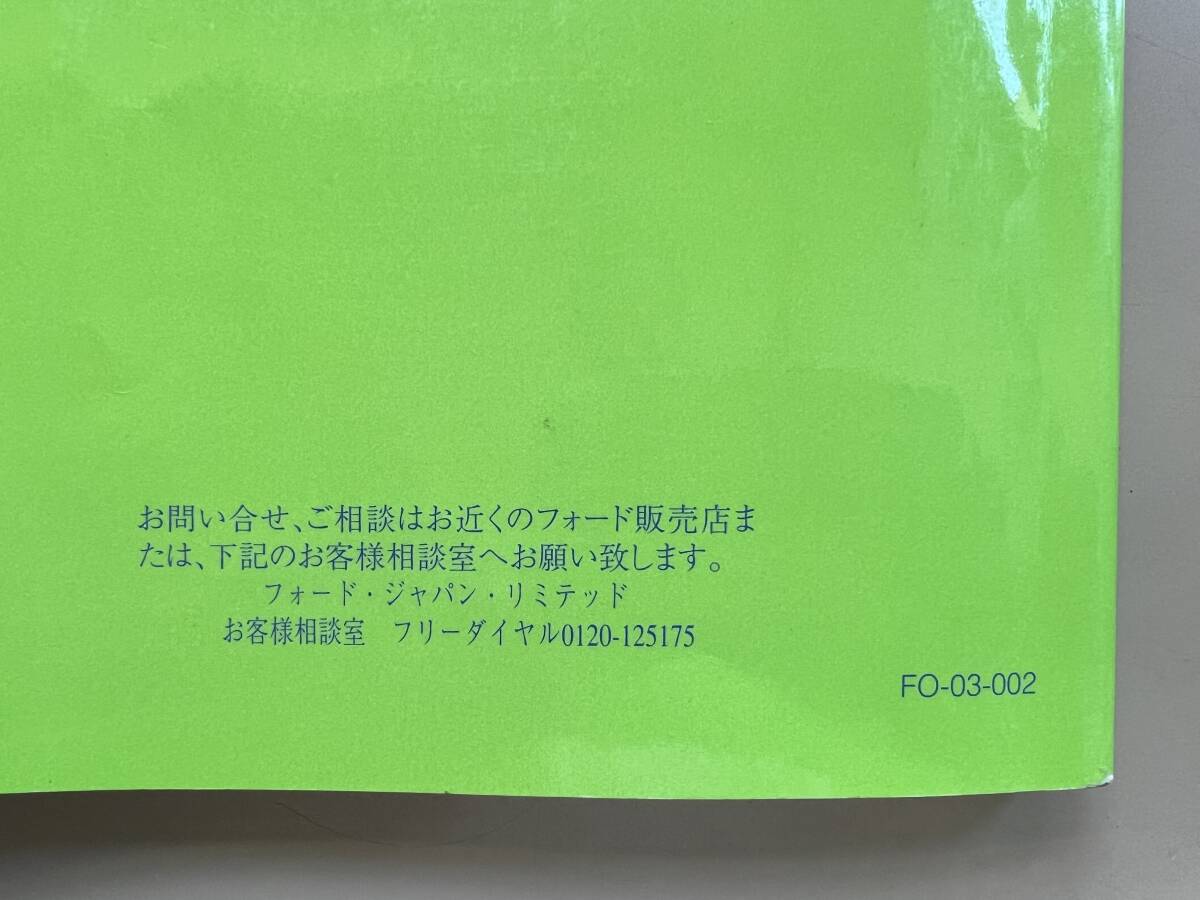 お問い合せ、ご相談はお近くのフォード販売店ま
たは、下記のお客様相談室へお願い致します。
フォード・ジャパン・リミテッド
お客様相談室　フリーダイヤル0120-125175
FO-03-002